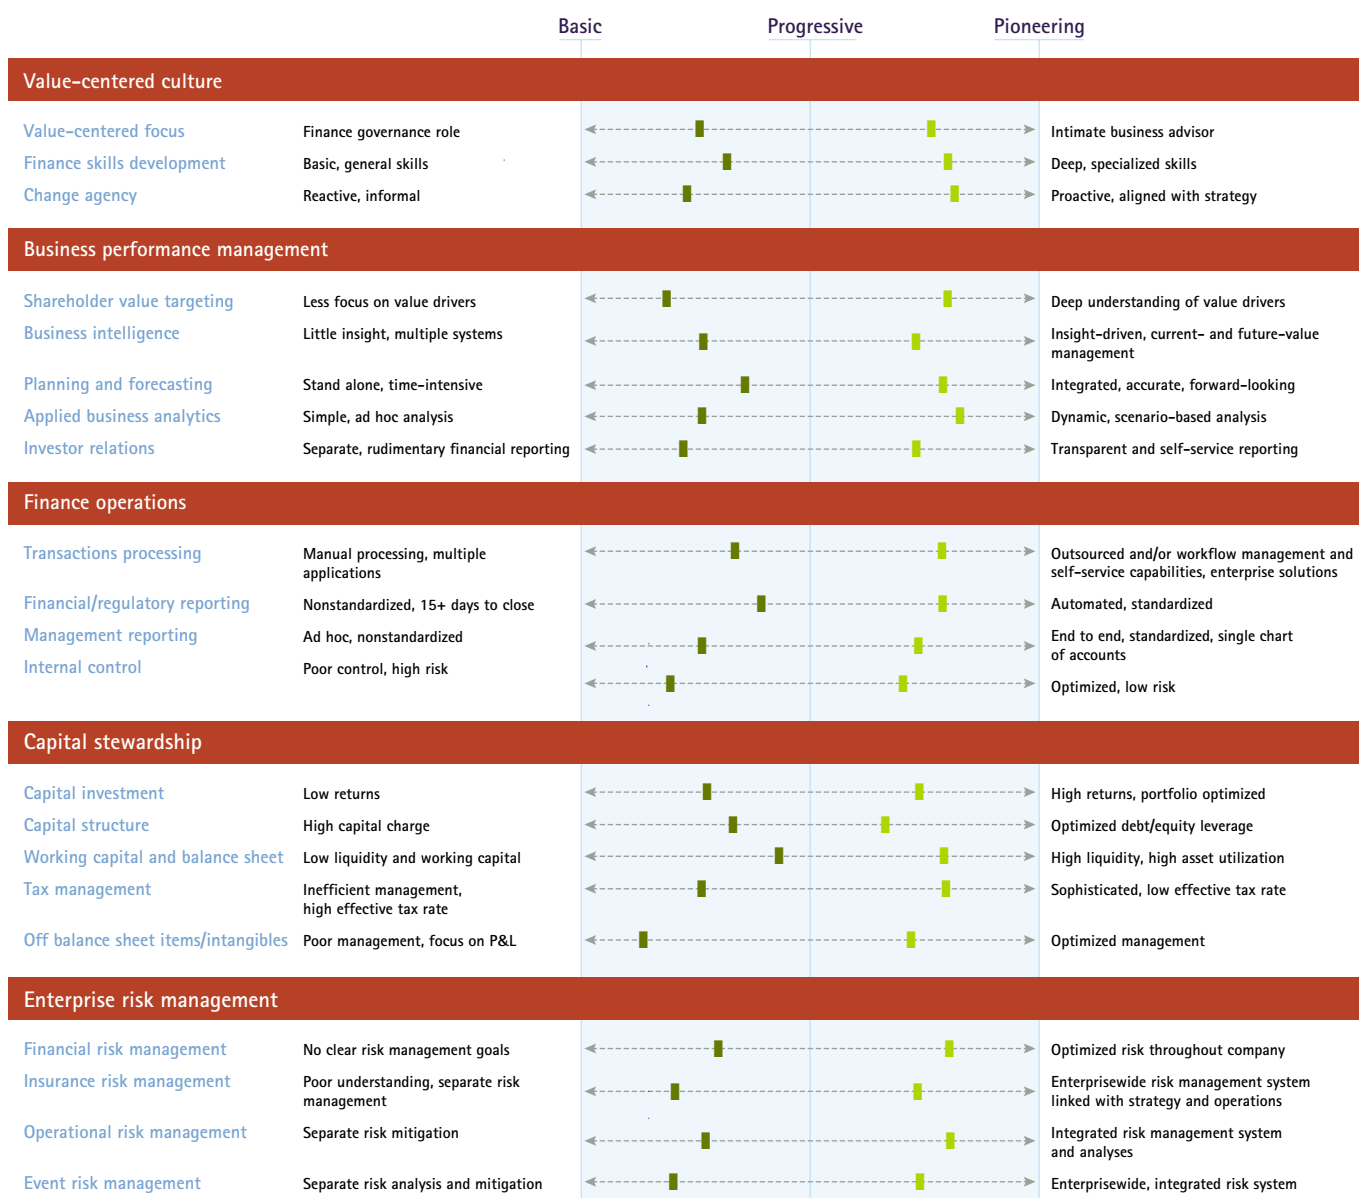 Basic Progressive Pioneering
Value-centered culture
Value-centered focus Finance governance role Intimate business advisor
Finance skills development Basic, general skills Deep, specialized skills
Change agency Reactive, informal Proactive, aligned with strategy
Business performance management
Shareholder value targeting Less focus on value drivers Deep understanding of value drivers
Business intelligence Little insight, multiple systems Insight-driven, current- and future-value
management
Planning and forecasting Stand alone, time-intensive Integrated, accurate, forward-looking
Applied business analytics Simple, ad hoc analysis Dynamic, scenario-based analysis
Investor relations Separate, rudimentary financial reporting Transparent and self-service reporting
Finance operations
Transactions processing Manual processing, multiple Outsourced and/or workflow management and
applications self-service capabilities, enterprise solutions
Financial/regulatory reporting Nonstandardized, 15+ days to close Automated, standardized
Management reporting Ad hoc, nonstandardized End to end, standardized, single chart
of accounts
Internal control Poor control, high risk Optimized, low risk
Capital stewardship
Capital investment Low returns High returns, portfolio optimized
Capital structure High capital charge Optimized debt/equity leverage
Working capital and balance sheet Low liquidity and working capital High liquidity, high asset utilization
Tax management Inefficient management, Sophisticated, low effective tax rate
high effective tax rate
Off balance sheet items/intangibles Poor management, focus on P&L Optimized management
Enterprise risk management
Financial risk management No clear risk management goals Optimized risk throughout company
Insurance risk management Poor understanding, separate risk Enterprisewide risk management system
management linked with strategy and operations
Operational risk management Separate risk mitigation Integrated risk management system
and analyses
Event risk management Separate risk analysis and mitigation Enterprisewide, integrated risk system